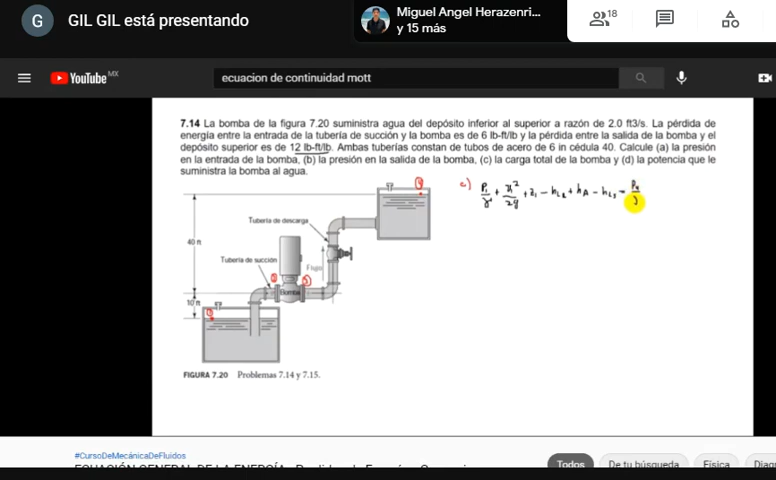 G GIL GIL está presentando
Miguel Angel Herazenri...
y 15 más
18
YouTube MX
ecuacion de continuidad mott
7.14 La bomba de la figura 7.20 suministra agua del depósito inferior al superior a razón de 2.0 ft3/s. La pérdida de
energía entre la entrada de la tubería de succión y la bomba es de 6 lb-ft/lb y la pérdida entre la salida de la bomba y el
depósito superior es de 12 lb-ft/lb. Ambas tuberías constan de tubos de acero de 6 in cédula 40. Calcule (a) la presión
en la entrada de la bomba, (b) la presión en la salida de la bomba, (c) la carga total de la bomba y (d) la potencia que le
suministra la bomba al agua.
Tubería de descarga
40 ft
Tubería de succión
Flujo
Bomba
10 ft
FIGURA 7.20 Problemas 7.14 y 7.15.
#CursoDeMecánicaDeFluidos
Todos De tu búsqueda Física